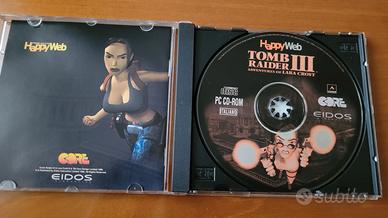 HappyWeb
CORE
EIDOS
HappyWeb
TOMB
RAIDER III
ADVENTURES OF LARA CROFT
PC CD-ROM
ITALIANO
CORE
EIDOS
subito